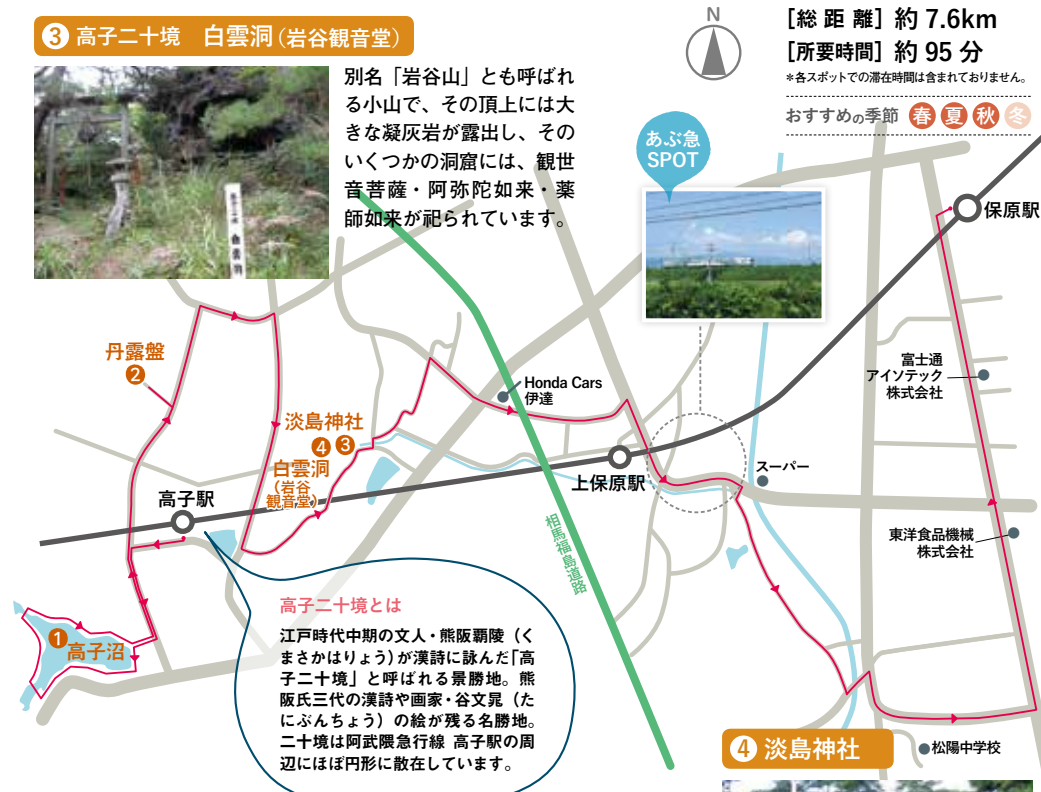 ❸ 高子二十境 白雲洞(岩谷観音堂)
別名「岩谷山」とも呼ばれ
る小山で、その頂上には大
きな凝灰岩が露出し、その
いくつかの洞窟には、観世
音菩薩・阿弥陀如来・薬
師如来が祀られています。
N
[総距離] 約 7.6km
[所要時間] 約 95 分
*各スポットでの滞在時間は含まれておりません。
おすすめの季節 春 夏 秋 冬
あぶ急
SPOT
保原駅
丹露盤
❷
Honda Cars
伊達
富士通
アイソテック
株式会社
淡島神社
❹ ❸
白雲洞
(岩谷
観音堂)
上保原駅
スーパー
高子駅
相馬福島道路
東洋食品機械
株式会社
❶ 高子沼
高子二十境とは
江戸時代中期の文人・熊阪覇陵(く
まさかはりょう)が漢詩に詠んだ「高
子二十境」と呼ばれる景勝地。熊
阪氏三代の漢詩や画家・谷文晁(た
にぶんちょう)の絵が残る名勝地。
二十境は阿武隈急行線 高子駅の周
辺にほぼ円形に散在しています。
❹ 淡島神社
松陽中学校